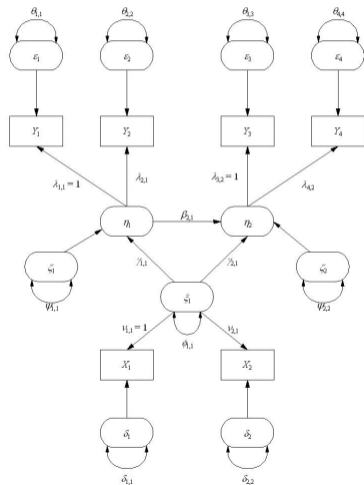 θ1,1 θ2,2 θ3,3 θ4,4
ε1 ε2 ε3 ε4
Y1 Y2 Y3 Y4
λ1,1 = 1 λ2,1 λ3,2 = 1 λ4,2
η1 β2,1 η2
ζ1 γ1,1 γ2,1 ζ2
ψ1,1 ξ1 ψ2,2
ν1,1 = 1 ϕ1,1 ν2,1
X1 X2
δ1 δ2
δ1,1 δ2,2